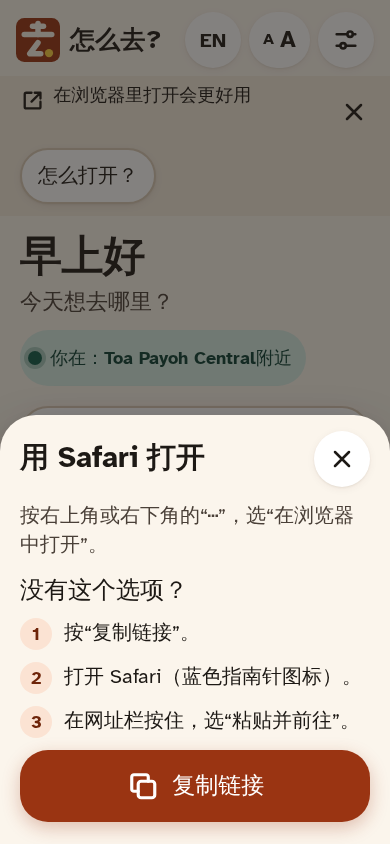 去
怎么去?
EN
A A
在浏览器里打开会更好用
怎么打开？
早上好
今天想去哪里？
你在：Toa Payoh Central附近
用 Safari 打开
按右上角或右下角的“···”，选“在浏览器
中打开”。
没有这个选项？
1 按“复制链接”。
2 打开 Safari（蓝色指南针图标）。
3 在网址栏按住，选“粘贴并前往”。
复制链接